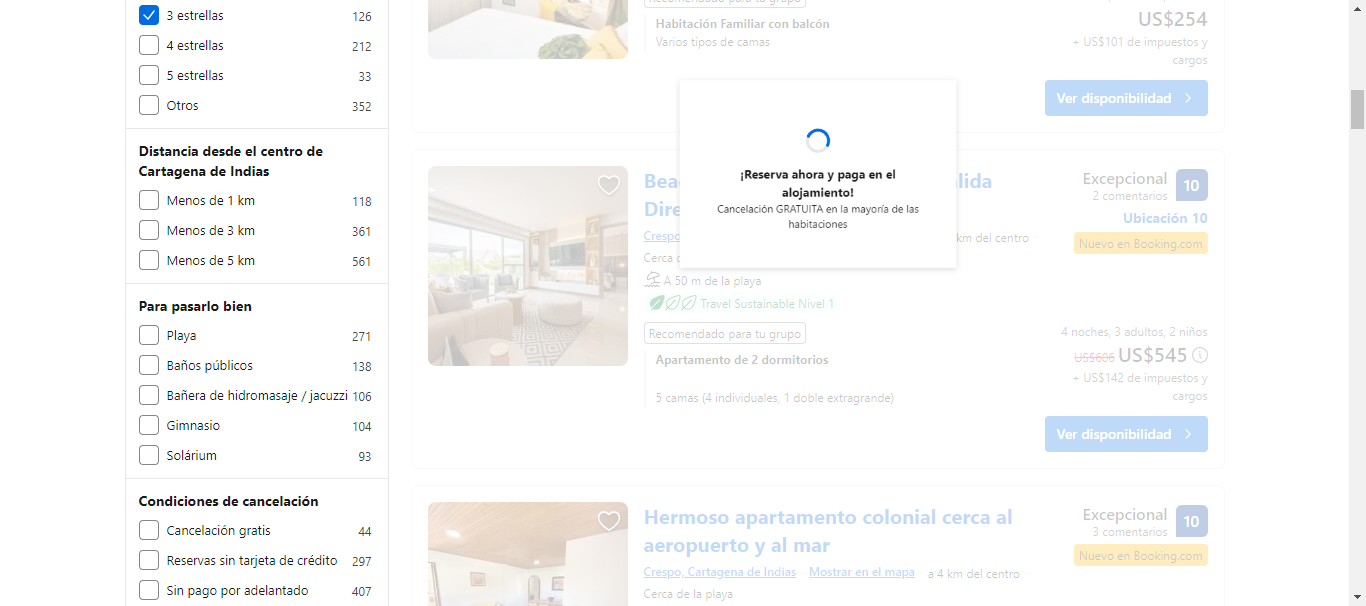 3 estrellas 126
4 estrellas 212
5 estrellas 33
Otros 352
Distancia desde el centro de
Cartagena de Indias
Menos de 1 km 118
Menos de 3 km 361
Menos de 5 km 561
Para pasarlo bien
Playa 271
Baños públicos 138
Bañera de hidromasaje / jacuzzi 106
Gimnasio 104
Solárium 93
Condiciones de cancelación
Cancelación gratis 44
Reservas sin tarjeta de crédito 297
Sin pago por adelantado 407
Recomendado para tu grupo
Habitación Familiar con balcón
Varios tipos de camas
US$254
+ US$101 de impuestos y
cargos
Ver disponibilidad
¡Reserva ahora y paga en el
alojamiento!
Cancelación GRATUITA en la mayoría de las
habitaciones
Excepcional 10
2 comentarios
Ubicación 10
Nuevo en Booking.com
Crespo
km del centro
Cerca
A 50 m de la playa
Travel Sustainable Nivel 1
Recomendado para tu grupo
Apartamento de 2 dormitorios
5 camas (4 individuales, 1 doble extragrande)
4 noches, 3 adultos, 2 niños
US$606 US$545
+ US$142 de impuestos y
cargos
Ver disponibilidad
Hermoso apartamento colonial cerca al
aeropuerto y al mar
Crespo, Cartagena de Indias Mostrar en el mapa a 4 km del centro
Cerca de la playa
Excepcional 10
3 comentarios
Nuevo en Booking.com